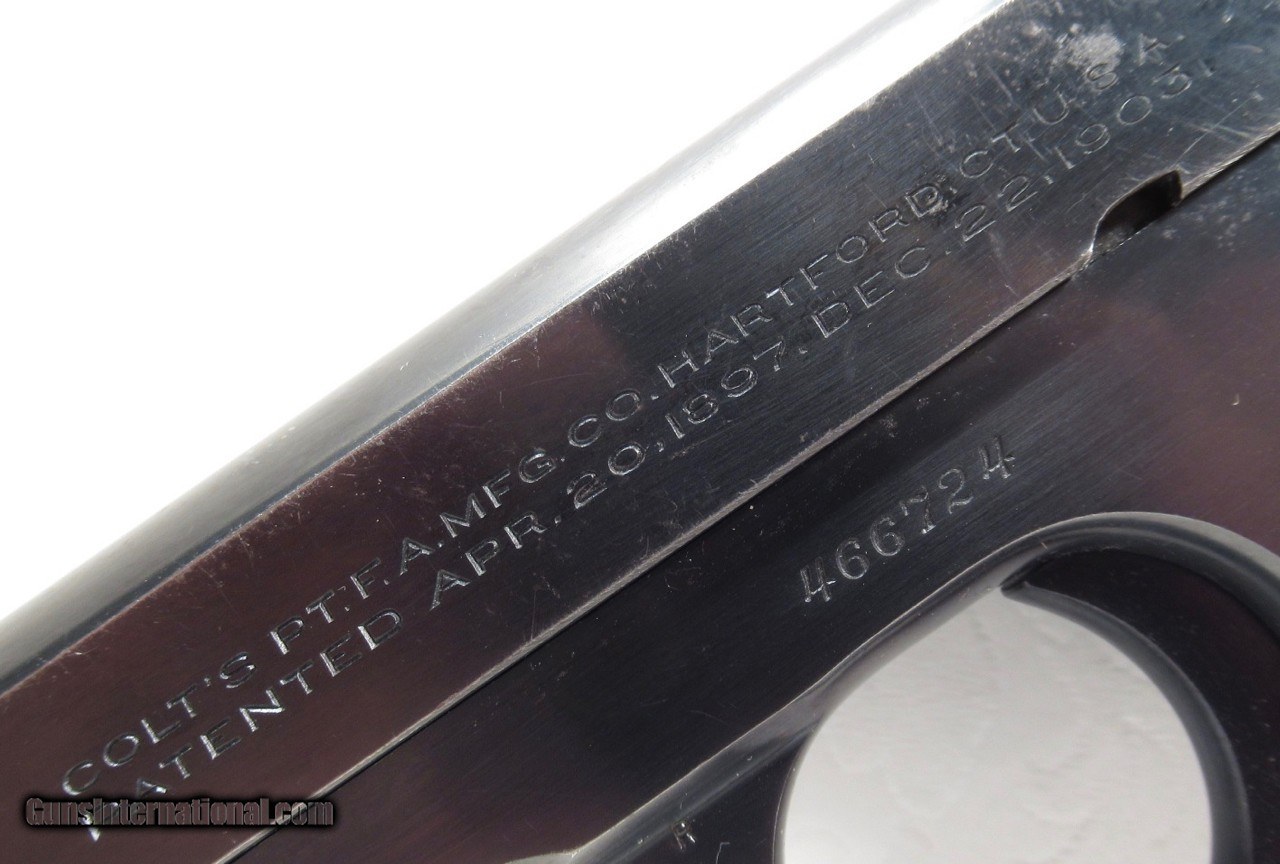 COLT'S PT. F. A. MFG. CO. HARTFORD. CT. U.S.A.
PATENTED APR. 20, 1897. DEC. 22, 1903.
466724
R
GunsInternational.com